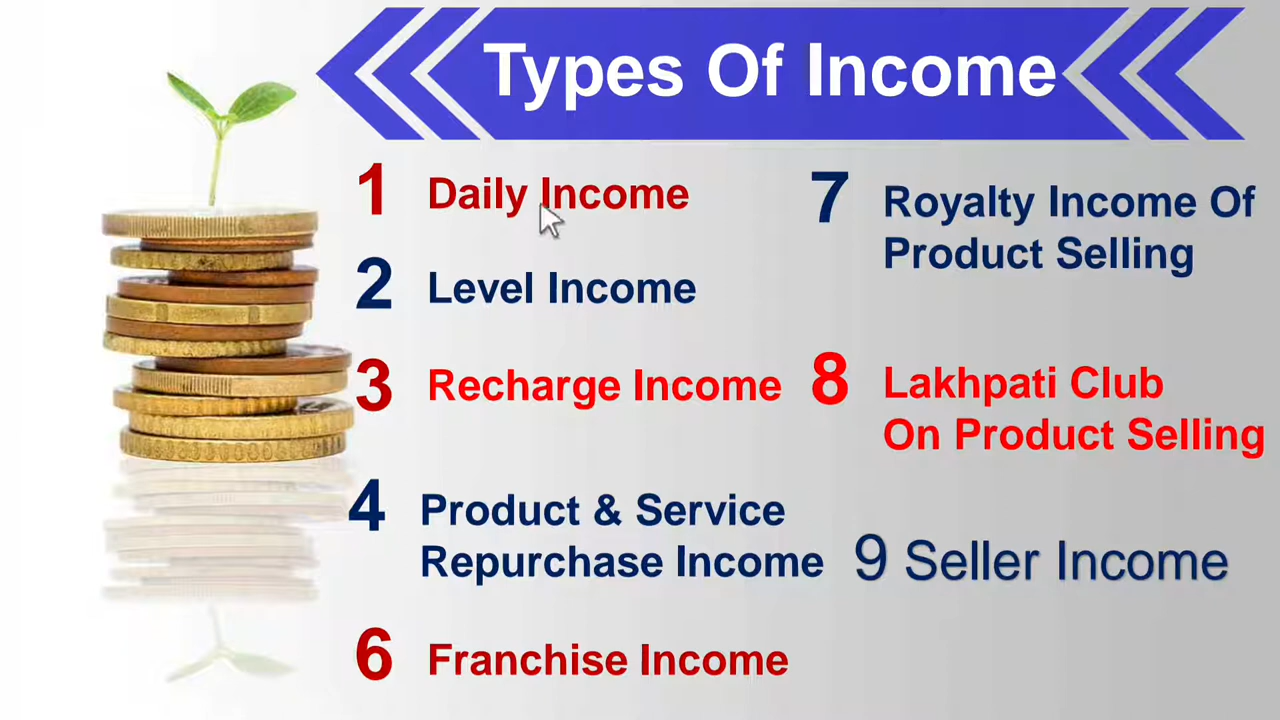 Types Of Income
1 Daily Income
2 Level Income
3 Recharge Income
4 Product & Service
Repurchase Income
6 Franchise Income
7 Royalty Income Of
Product Selling
8 Lakhpati Club
On Product Selling
9 Seller Income